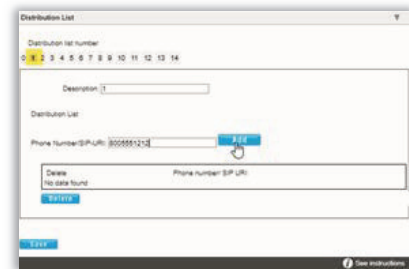 Distribution List
Distribution list number
0 1 2 3 4 5 6 7 8 9 10 11 12 13 14
Description: 1
Distribution List
Phone Number/SIP-URI: 8005551212 Add
Delete Phone number/ SIP URI
No data found
Delete
Save
i See instructions